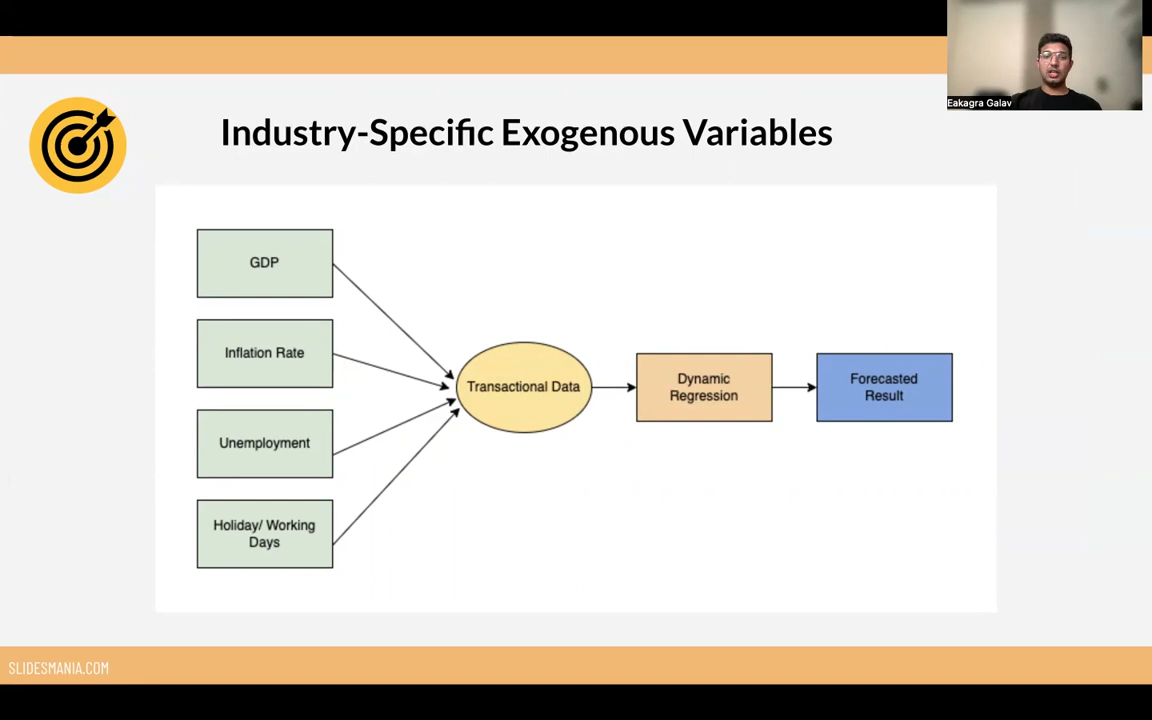 Eakagra Galav
Industry-Specific Exogenous Variables
GDP
Inflation Rate
Unemployment
Holiday/ Working
Days
Transactional Data
Dynamic
Regression
Forecasted
Result
SLIDESMANIA.COM